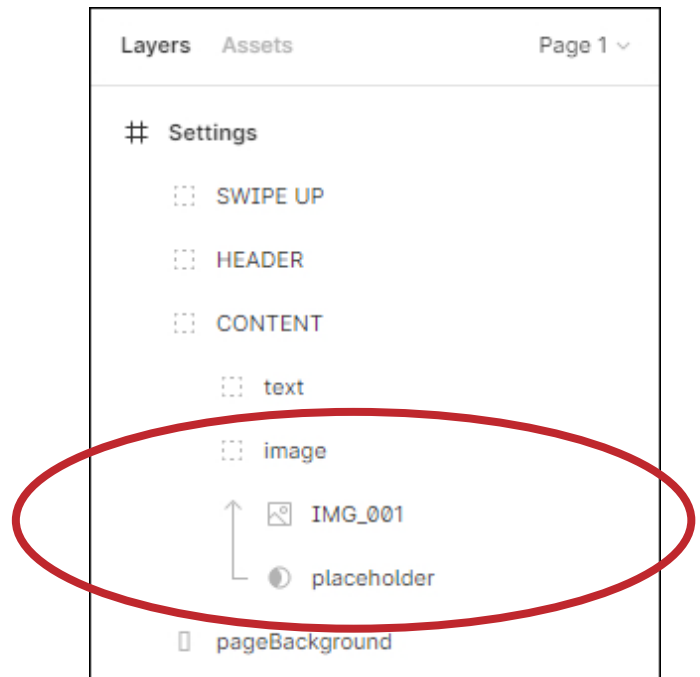 Layers Assets Page 1
Settings
SWIPE UP
HEADER
CONTENT
text
image
IMG_001
placeholder
pageBackground